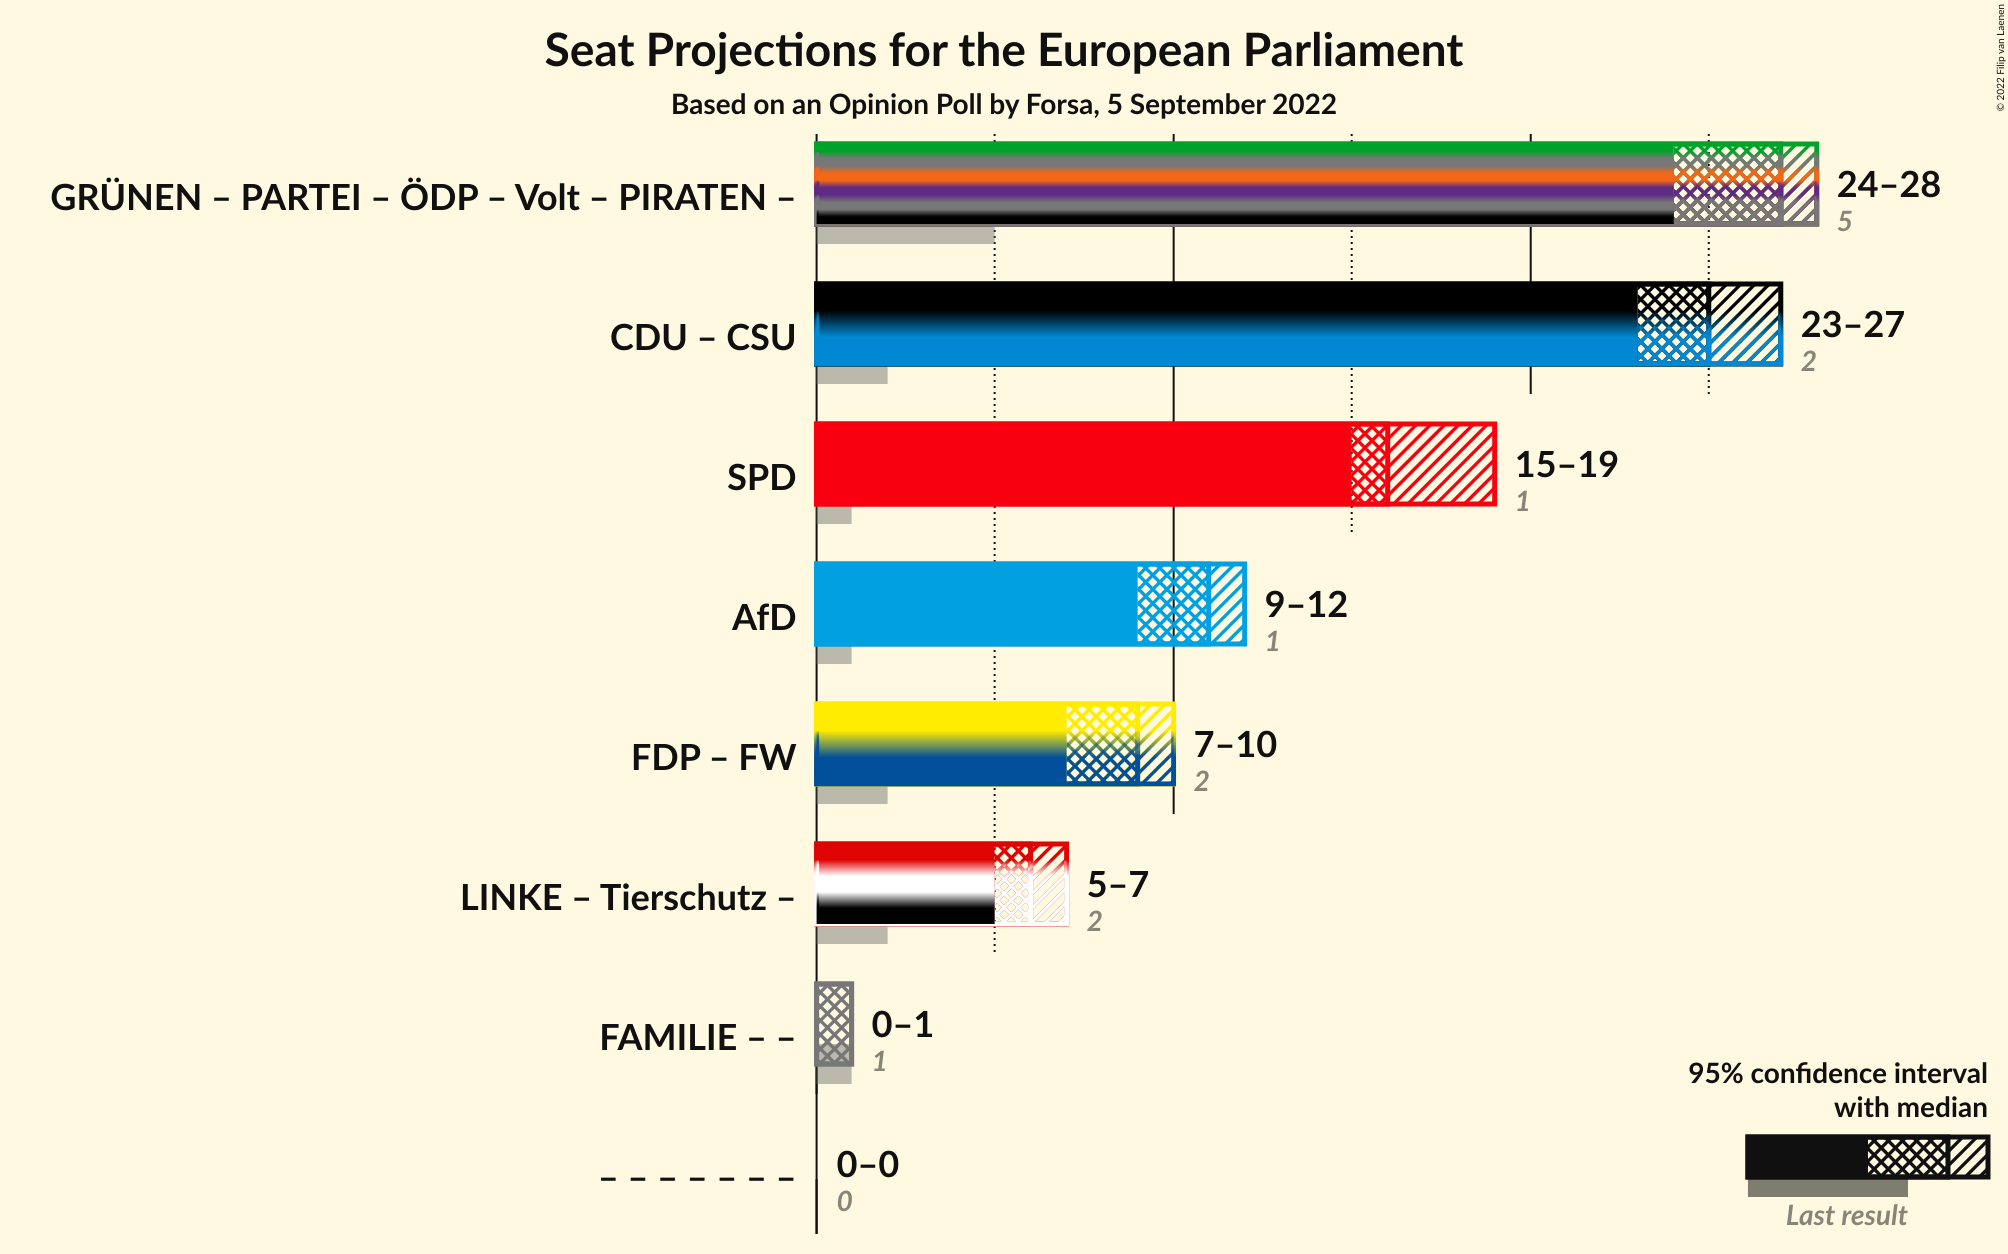 Seat Projections for the European Parliament
Based on an Opinion Poll by Forsa, 5 September 2022
© 2022 Filip van Laenen
GRÜNEN – PARTEI – ÖDP – Volt – PIRATEN –
24–28
5
CDU – CSU
23–27
2
SPD
15–19
1
AfD
9–12
1
FDP – FW
7–10
2
LINKE – Tierschutz –
5–7
2
FAMILIE – –
0–1
1
– – – – – – –
0–0
0
95% confidence interval
with median
Last result